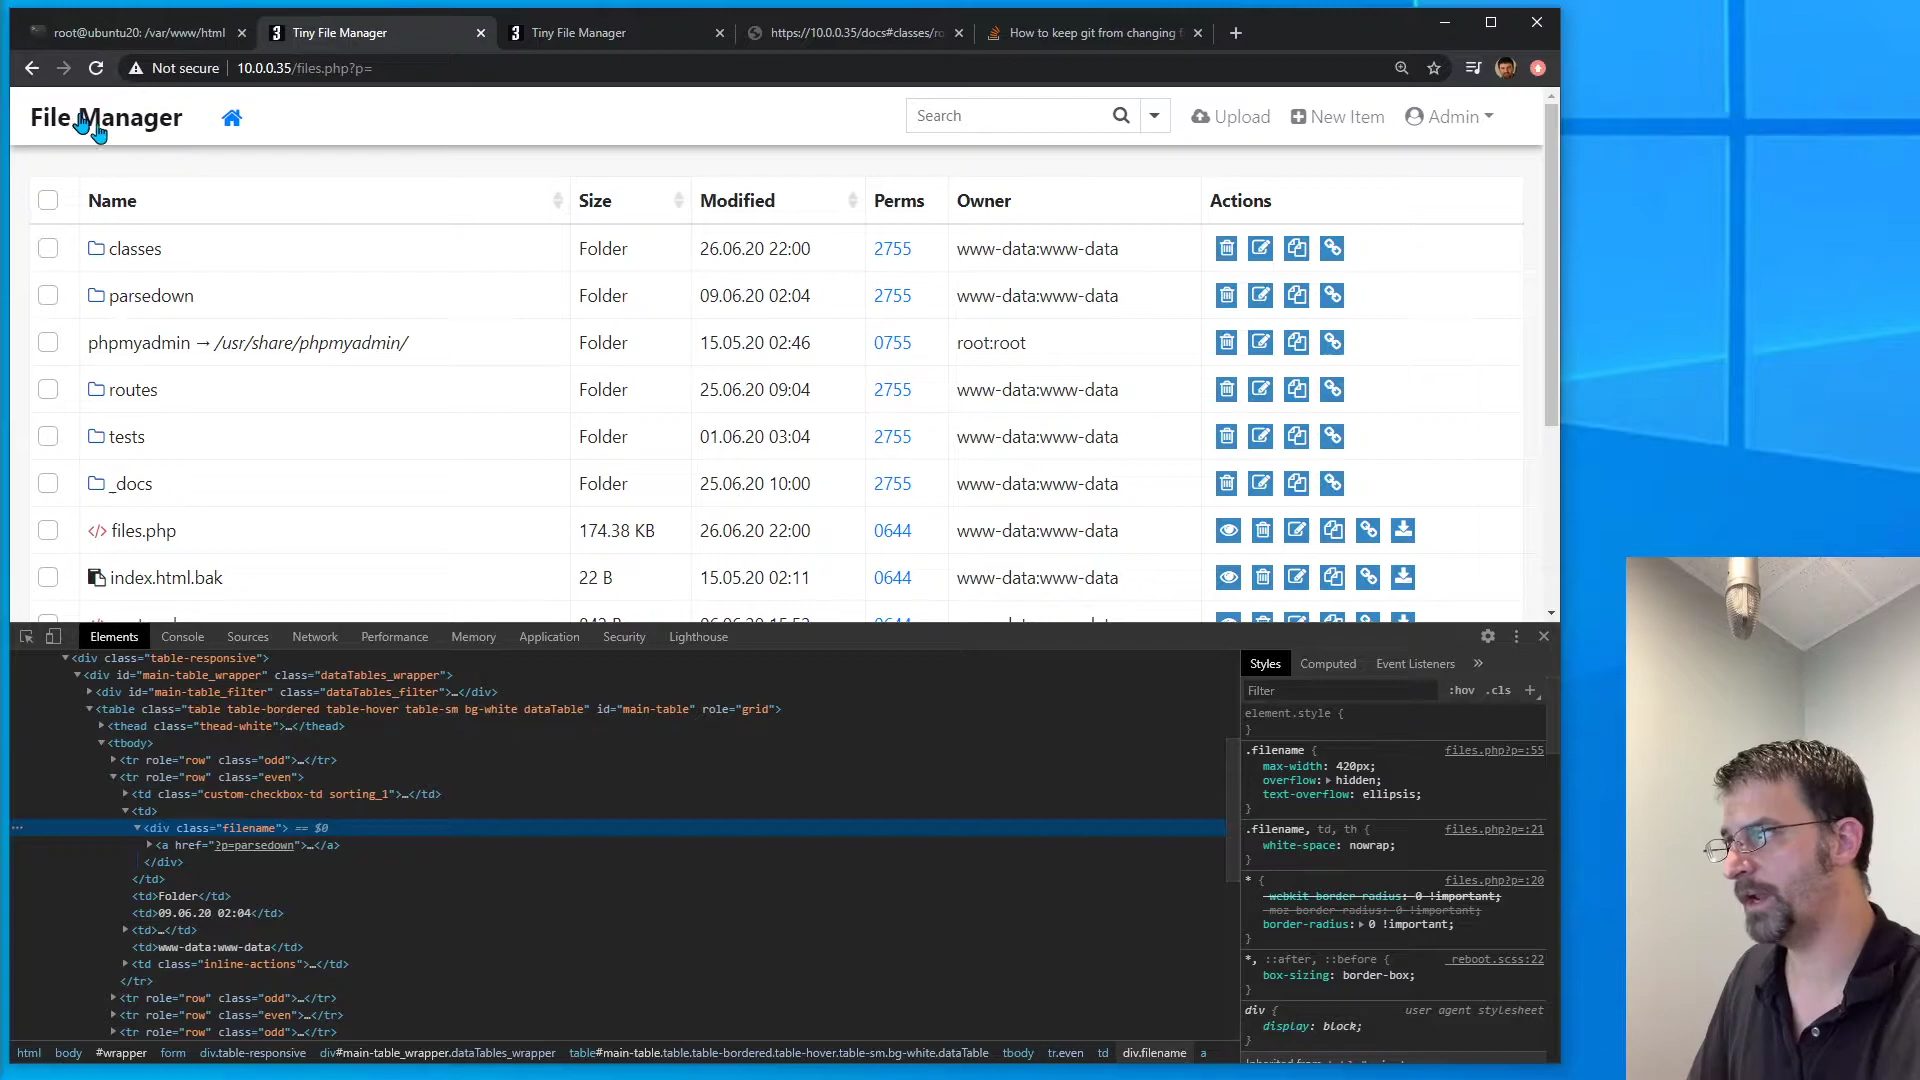 root@ubuntu20: /var/www/html
Tiny File Manager
Tiny File Manager
https://10.0.0.35/docs#classes/ro
How to keep git from changing f
Not secure
10.0.0.35/files.php?p=
File Manager
Search
Upload
New Item
Admin
Name
Size
Modified
Perms
Owner
Actions
classes
Folder
26.06.20 22:00
2755
www-data:www-data
parsedown
Folder
09.06.20 02:04
2755
www-data:www-data
phpmyadmin → /usr/share/phpmyadmin/
Folder
15.05.20 02:46
0755
root:root
routes
Folder
25.06.20 09:04
2755
www-data:www-data
tests
Folder
01.06.20 03:04
2755
www-data:www-data
_docs
Folder
25.06.20 10:00
2755
www-data:www-data
files.php
174.38 KB
26.06.20 22:00
0644
www-data:www-data
index.html.bak
22 B
15.05.20 02:11
0644
www-data:www-data
Elements
Console
Sources
Network
Performance
Memory
Application
Security
Lighthouse
<div class="table-responsive">
<div id="main-table_wrapper" class="dataTables_wrapper">
<div id="main-table_filter" class="dataTables_filter">…</div>
<table class="table table-bordered table-hover table-sm bg-white dataTable" id="main-table" role="grid">
<thead class="thead-white">…</thead>
<tbody>
<tr role="row" class="odd">…</tr>
<tr role="row" class="even">
<td class="custom-checkbox-td sorting_1">…</td>
<td>
<div class="filename"> == $0
<a href="?p=parsedown">…</a>
</div>
</td>
<td>Folder</td>
<td>09.06.20 02:04</td>
<td>…</td>
<td>www-data:www-data</td>
<td class="inline-actions">…</td>
</tr>
<tr role="row" class="odd">…</tr>
<tr role="row" class="even">…</tr>
<tr role="row" class="odd">…</tr>
html
body
#wrapper
form
div.table-responsive
div#main-table_wrapper.dataTables_wrapper
table#main-table.table.table-bordered.table-hover.table-sm.bg-white.dataTable
tbody
tr.even
td
div.filename
a
Styles
Computed
Event Listeners
»
Filter
:hov
.cls
+
element.style {
}
.filename {
files.php?p=:55
max-width: 420px;
overflow: hidden;
text-overflow: ellipsis;
}
.filename, td, th {
files.php?p=:21
white-space: nowrap;
}
* {
files.php?p=:20
-webkit-border-radius: 0 !important;
-moz-border-radius: 0 !important;
border-radius: 0 !important;
}
*, ::after, ::before {
_reboot.scss:22
box-sizing: border-box;
}
div {
user agent stylesheet
display: block;
}